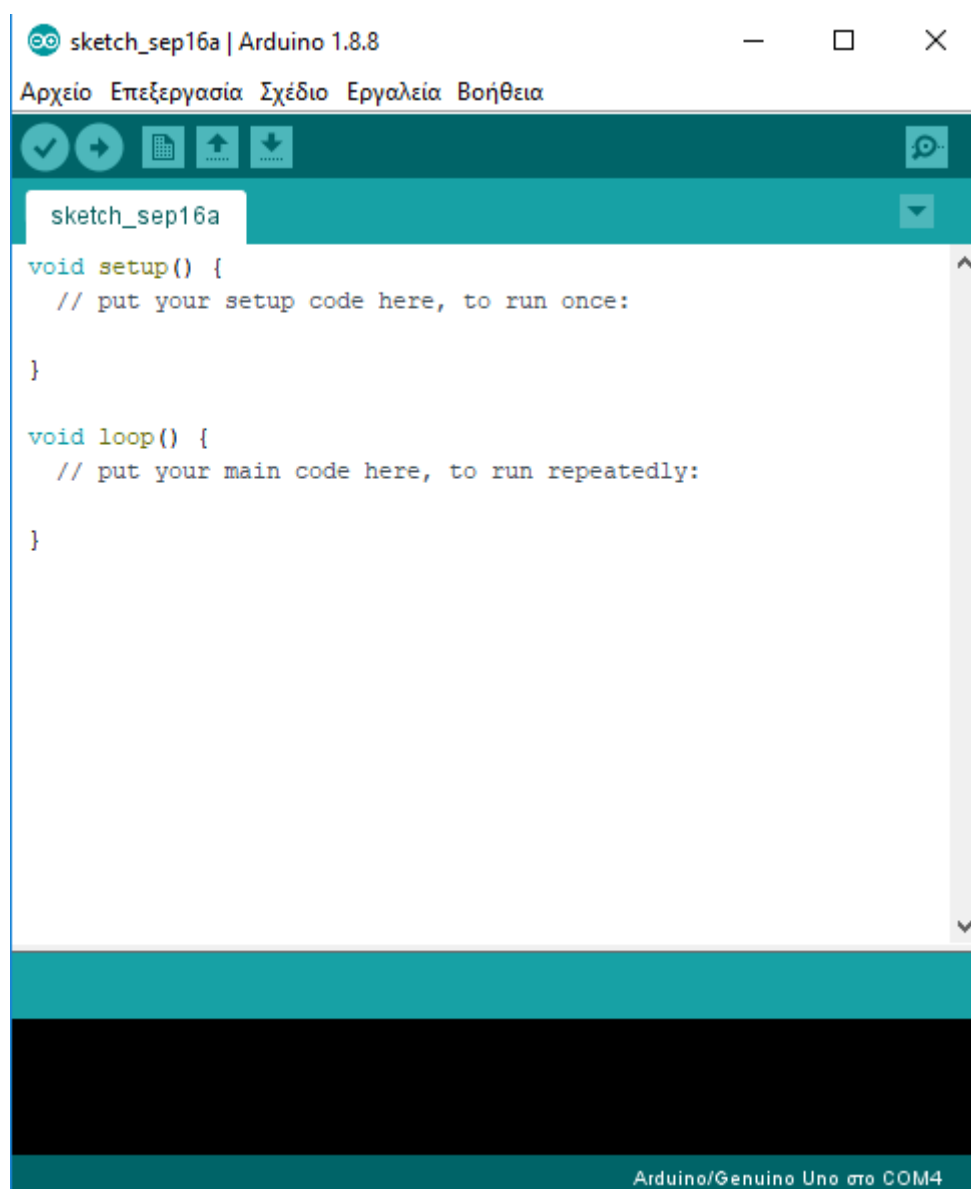 sketch_sep16a | Arduino 1.8.8
Αρχείο Επεξεργασία Σχέδιο Εργαλεία Βοήθεια
sketch_sep16a
void setup() {
  // put your setup code here, to run once:
}
void loop() {
  // put your main code here, to run repeatedly:
}
Arduino/Genuino Uno στο COM4